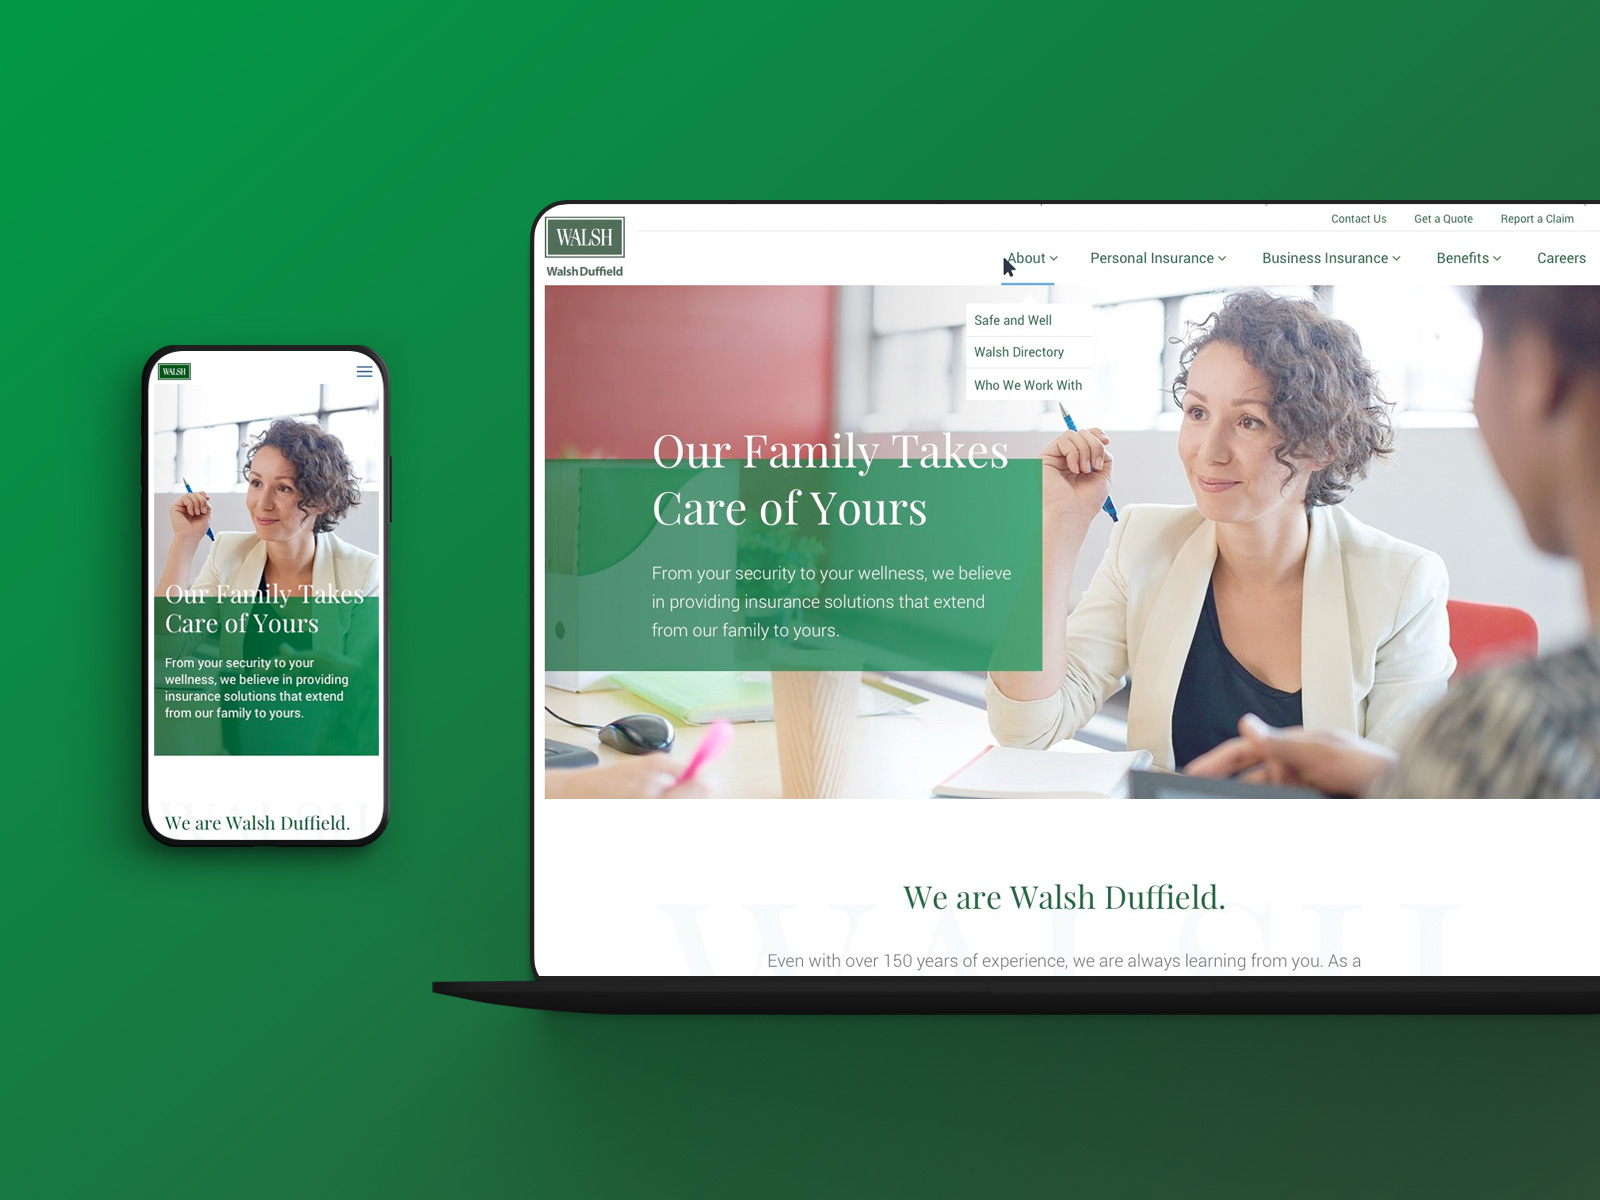 WALSH
Our Family Takes
Care of Yours
From your security to your
wellness, we believe in providing
insurance solutions that extend
from our family to yours.
WALSH
We are Walsh Duffield.
WALSH
Walsh Duffield
Contact Us Get a Quote Report a Claim
About Personal Insurance Business Insurance Benefits Careers
Safe and Well
Walsh Directory
Who We Work With
Our Family Takes
Care of Yours
From your security to your wellness, we believe
in providing insurance solutions that extend
from our family to yours.
WALSH
We are Walsh Duffield.
Even with over 150 years of experience, we are always learning from you. As a